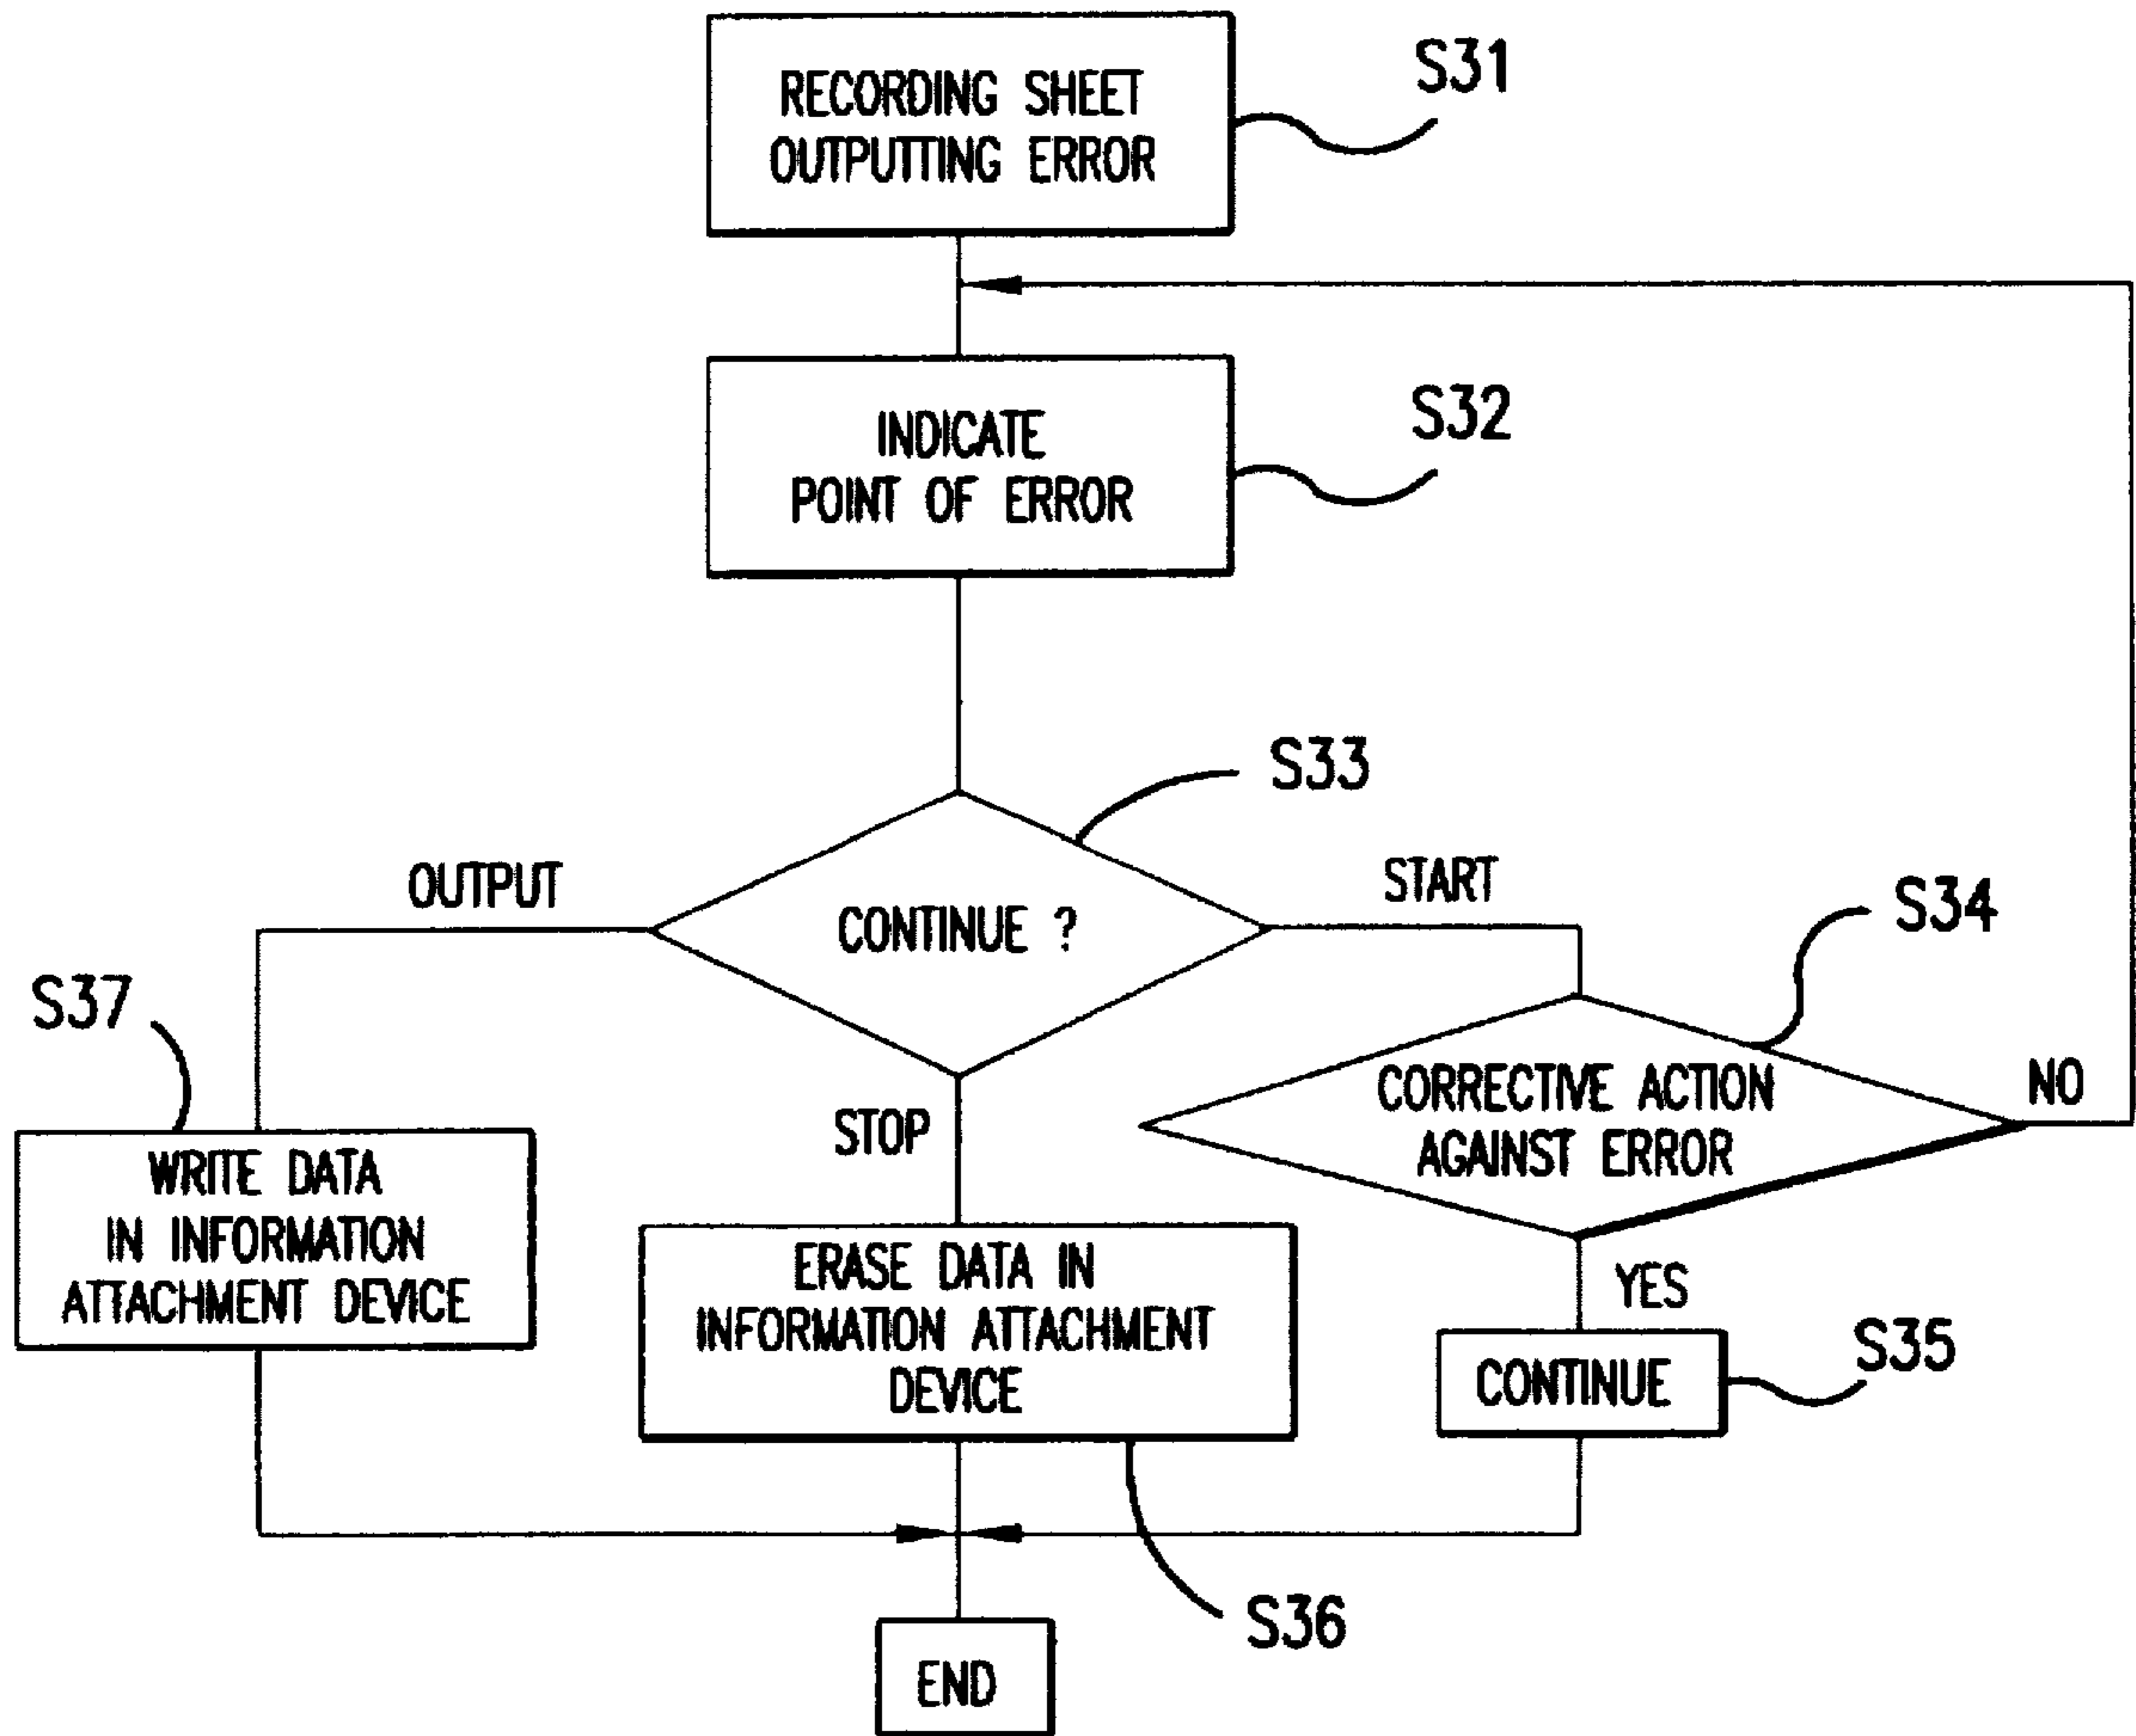 RECORDING SHEET
OUTPUTTING ERROR
S31
INDICATE
POINT OF ERROR
S32
S33
OUTPUT
CONTINUE ?
START
S34
S37
STOP
CORRECTIVE ACTION
AGAINST ERROR
NO
WRITE DATA
IN INFORMATION
ATTACHMENT DEVICE
ERASE DATA IN
INFORMATION ATTACHMENT
DEVICE
YES
CONTINUE
S35
S36
END